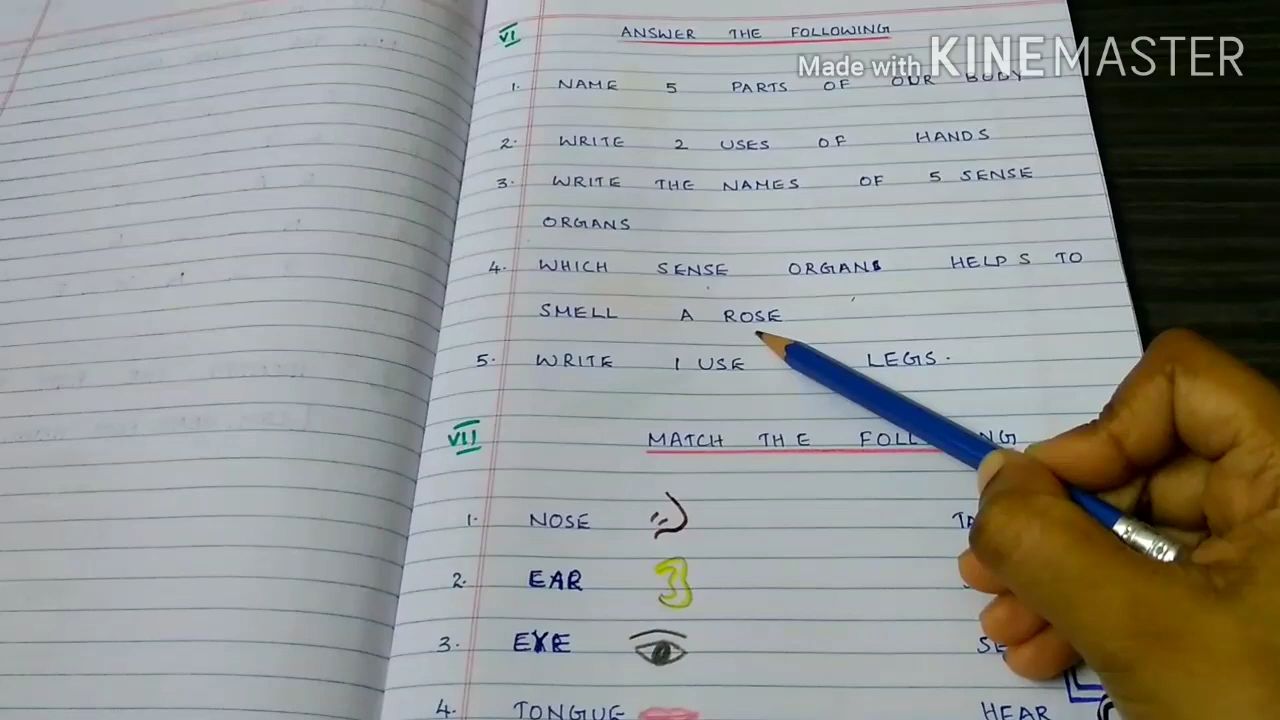 Made with KINEMASTER
VI ANSWER THE FOLLOWING
1. NAME 5 PARTS OF OUR BODY
2. WRITE 2 USES OF HANDS
3. WRITE THE NAMES OF 5 SENSE
ORGANS
4. WHICH SENSE ORGANS HELPS TO
SMELL A ROSE
5. WRITE 1 USE LEGS.
VII MATCH THE
1. NOSE
2. EAR
3. EYE
4. TONGUE HEAR